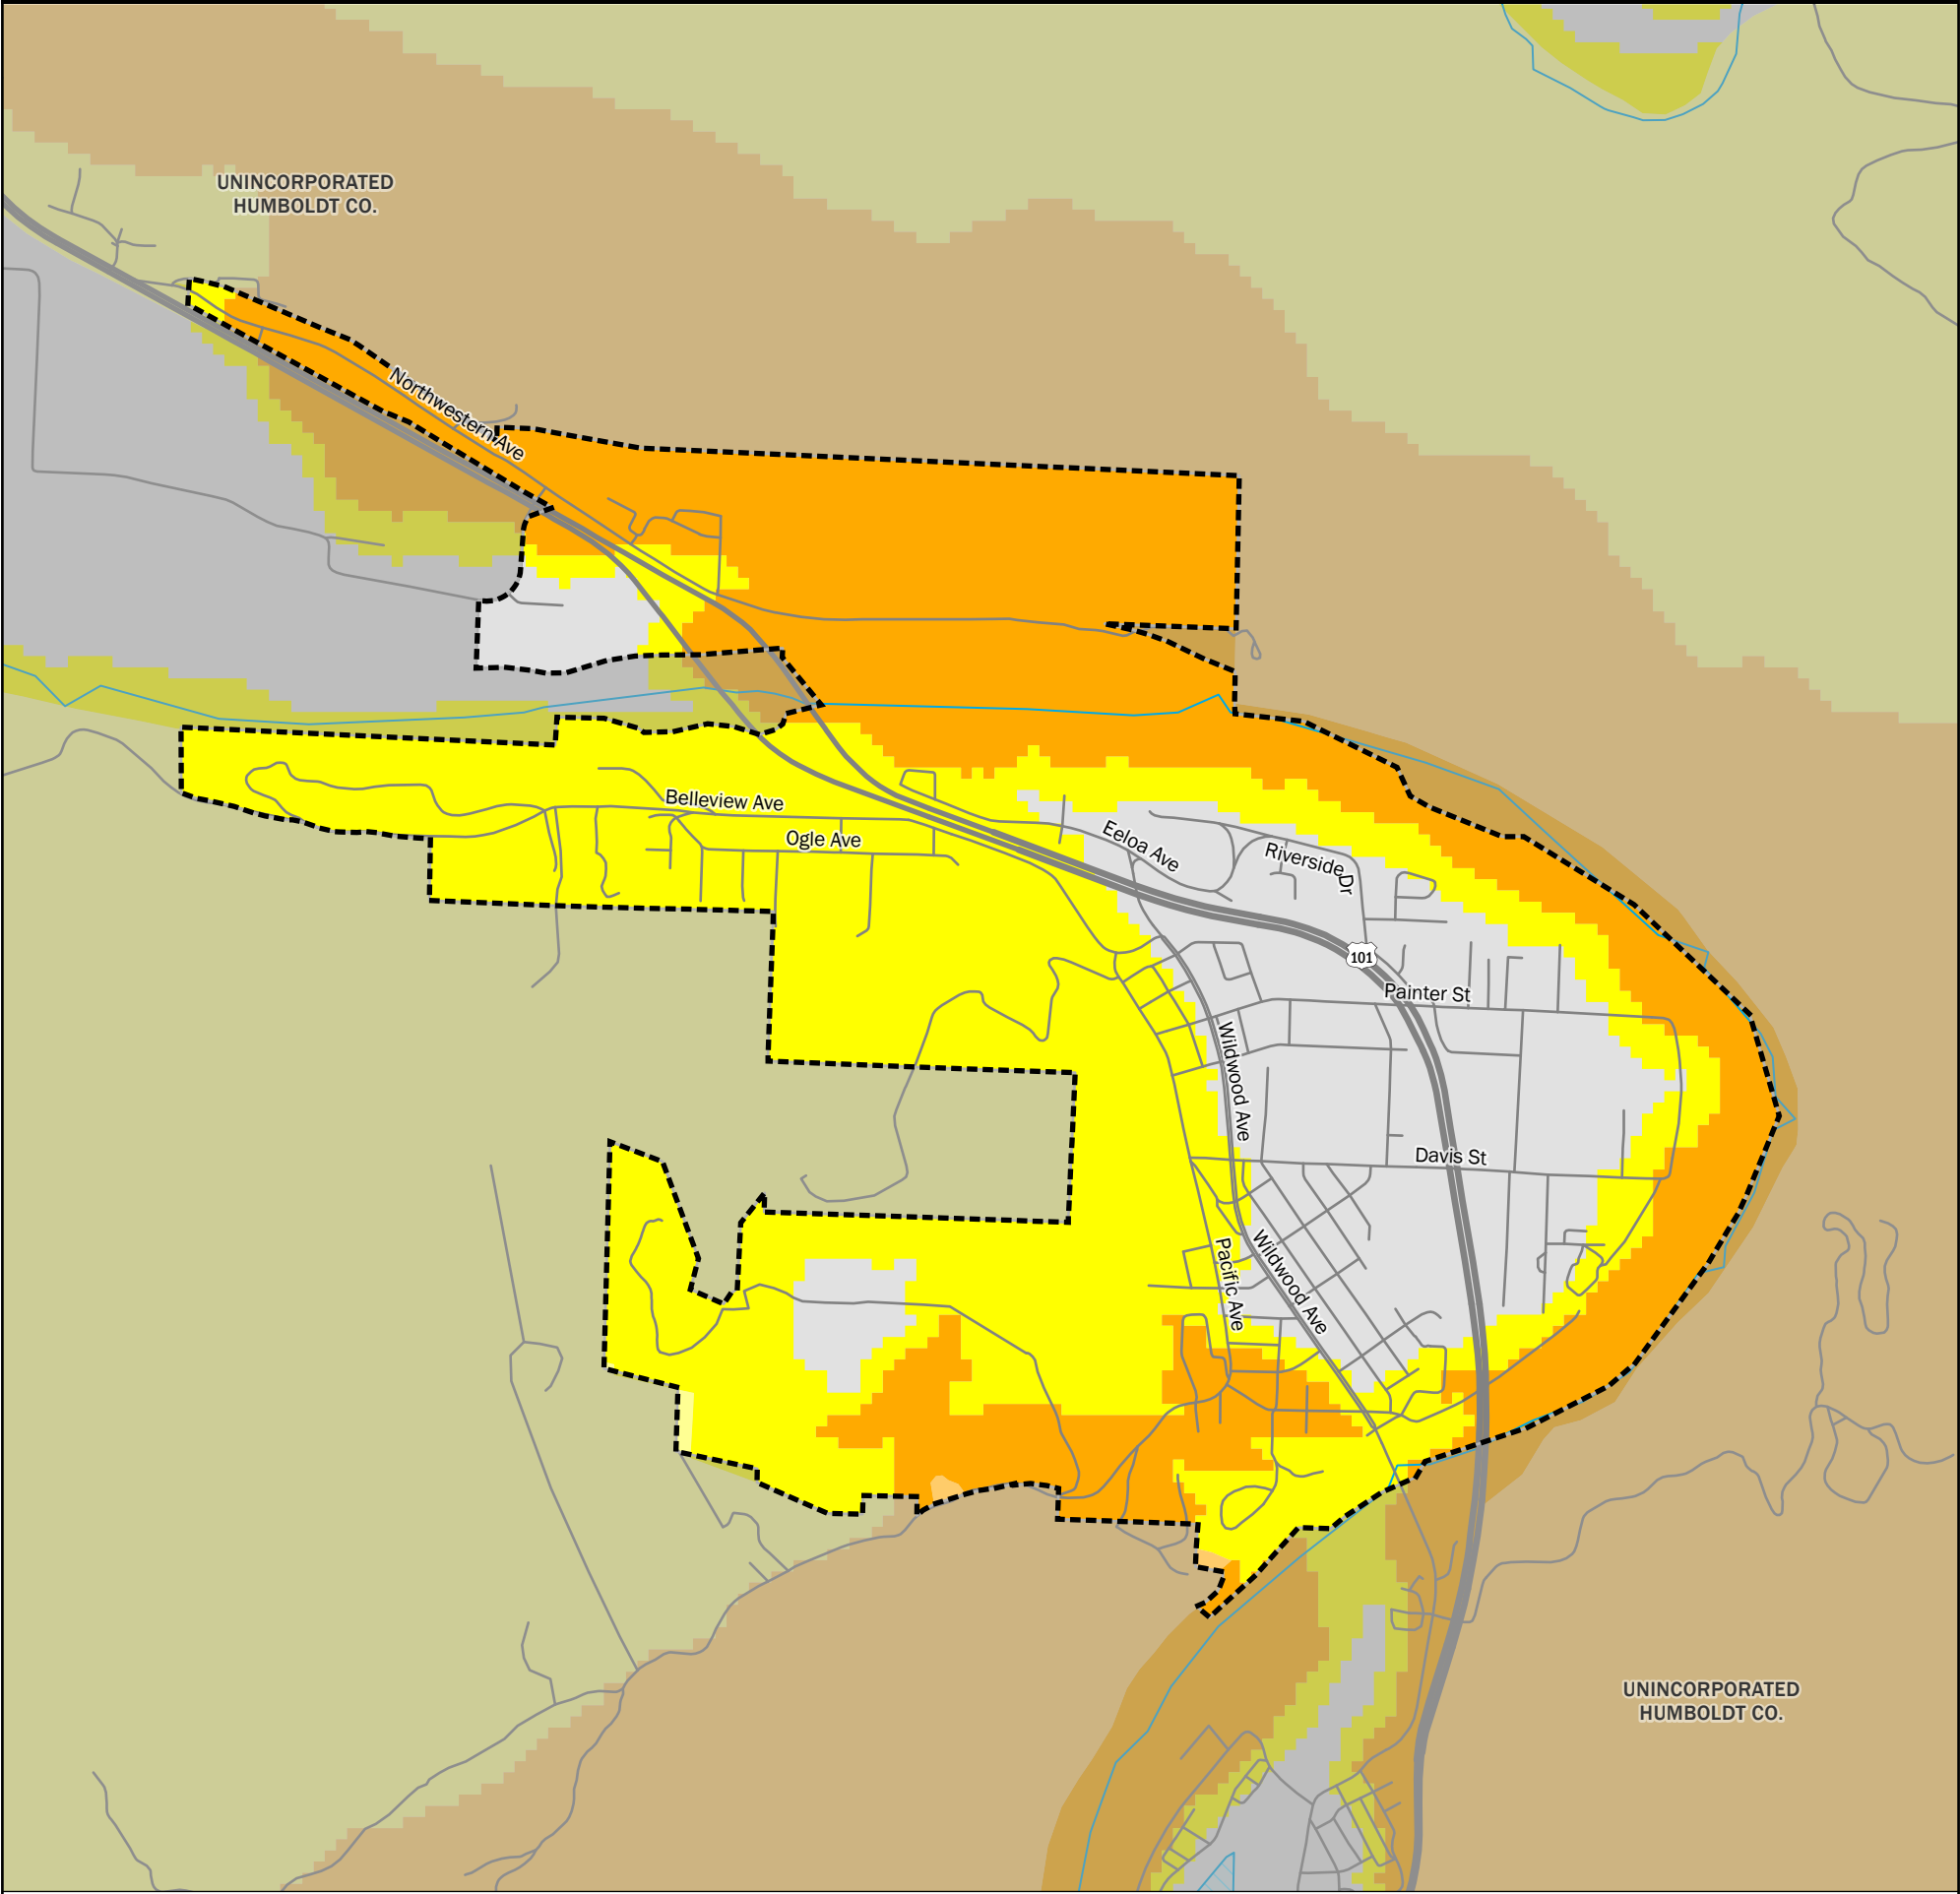 UNINCORPORATED
HUMBOLDT CO.
Northwestern Ave
Belleview Ave
Ogle Ave
Eeloa Ave
Riverside Dr
101
Painter St
Wildwood Ave
Davis St
Wildwood Ave
Pacific Ave
UNINCORPORATED
HUMBOLDT CO.